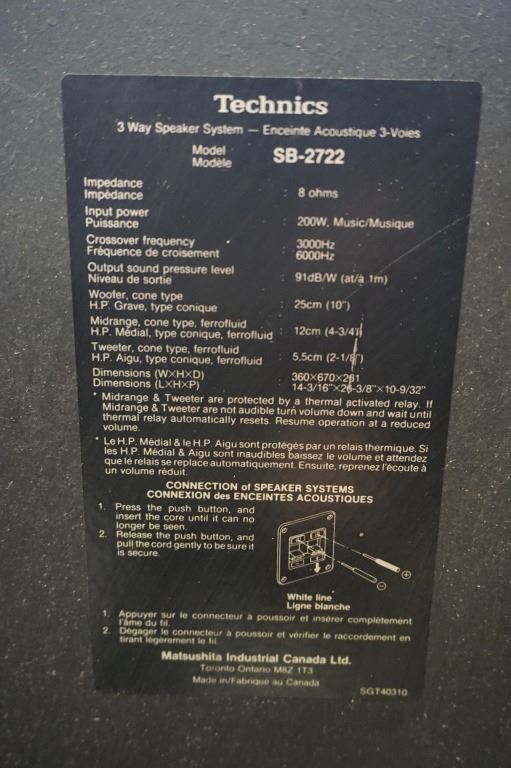 Technics
3 Way Speaker System — Enceinte Acoustique 3-Voies
Model
Modèle
SB-2722
Impedance
Impédance : 8 ohms
Input power
Puissance : 200W, Music/Musique
Crossover frequency : 3000Hz
Fréquence de croisement 6000Hz
Output sound pressure level
Niveau de sortie : 91dB/W (at/à 1m)
Woofer, cone type
H.P. Grave, type conique : 25cm (10")
Midrange, cone type, ferrofluid
H.P. Médial, type conique, ferrofluid : 12cm (4-3/4")
Tweeter, cone type, ferrofluid
H.P. Aigu, type conique, ferrofluid : 5,5cm (2-1/8")
Dimensions (W×H×D) : 360×670×261
Dimensions (L×H×P) 14-3/16"×26-3/8"×10-9/32"
* Midrange & Tweeter are protected by a thermal activated relay. If
Midrange & Tweeter are not audible turn volume down and wait until
thermal relay automatically resets. Resume operation at a reduced
volume.
* Le H.P. Médial & le H.P. Aigu sont protégés par un relais thermique. Si
les H.P. Médial & Aigu sont inaudibles baissez le volume et attendez
que le relais se replace automatiquement. Ensuite, reprenez l'écoute à
un volume réduit.
CONNECTION of SPEAKER SYSTEMS
CONNEXION des ENCEINTES ACOUSTIQUES
1. Press the push button, and
insert the core until it can no
longer be seen.
2. Release the push button, and
pull the cord gently to be sure it
is secure.
+
−
White line
Ligne blanche
1. Appuyer sur le connecteur à poussoir et insérer complètement
l'âme du fil.
2. Dégager le connecteur à poussoir et vérifier le raccordement en
tirant légèrement le fil.
Matsushita Industrial Canada Ltd.
Toronto Ontario M8Z 1T3
Made in/Fabriqué au Canada
SGT40310